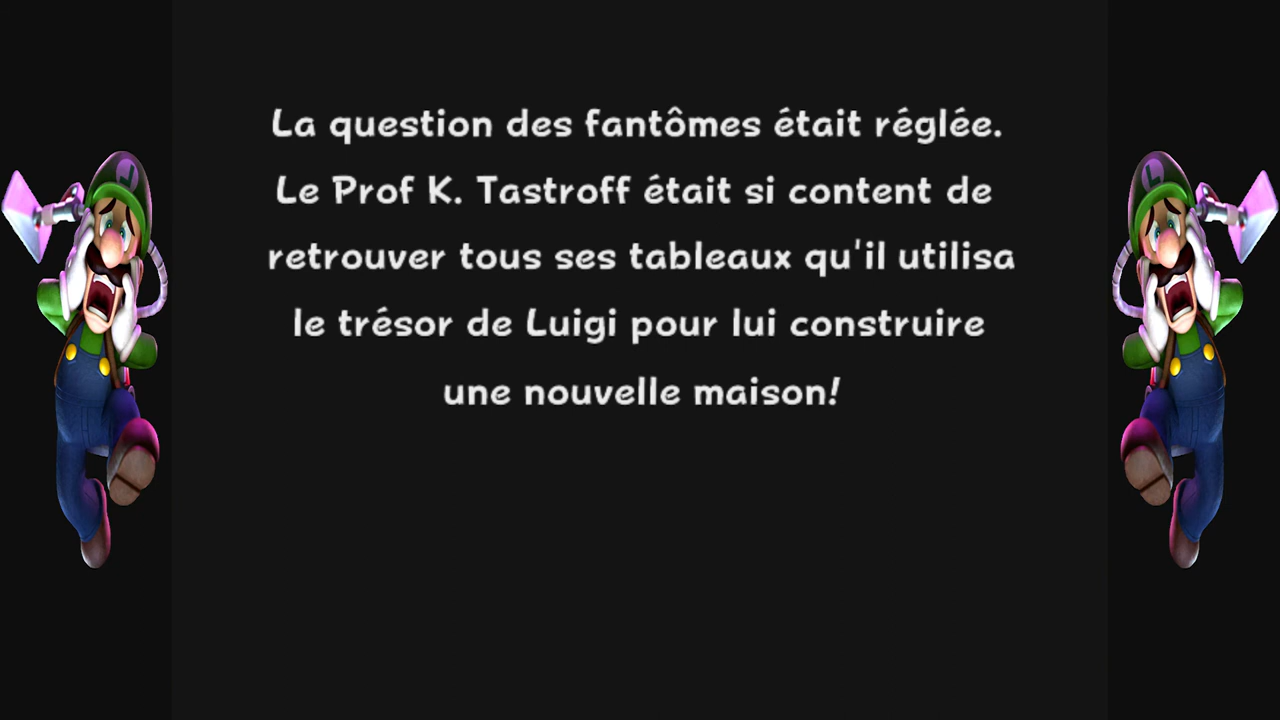 La question des fantômes était réglée.
Le Prof K. Tastroff était si content de
retrouver tous ses tableaux qu'il utilisa
le trésor de Luigi pour lui construire
une nouvelle maison!